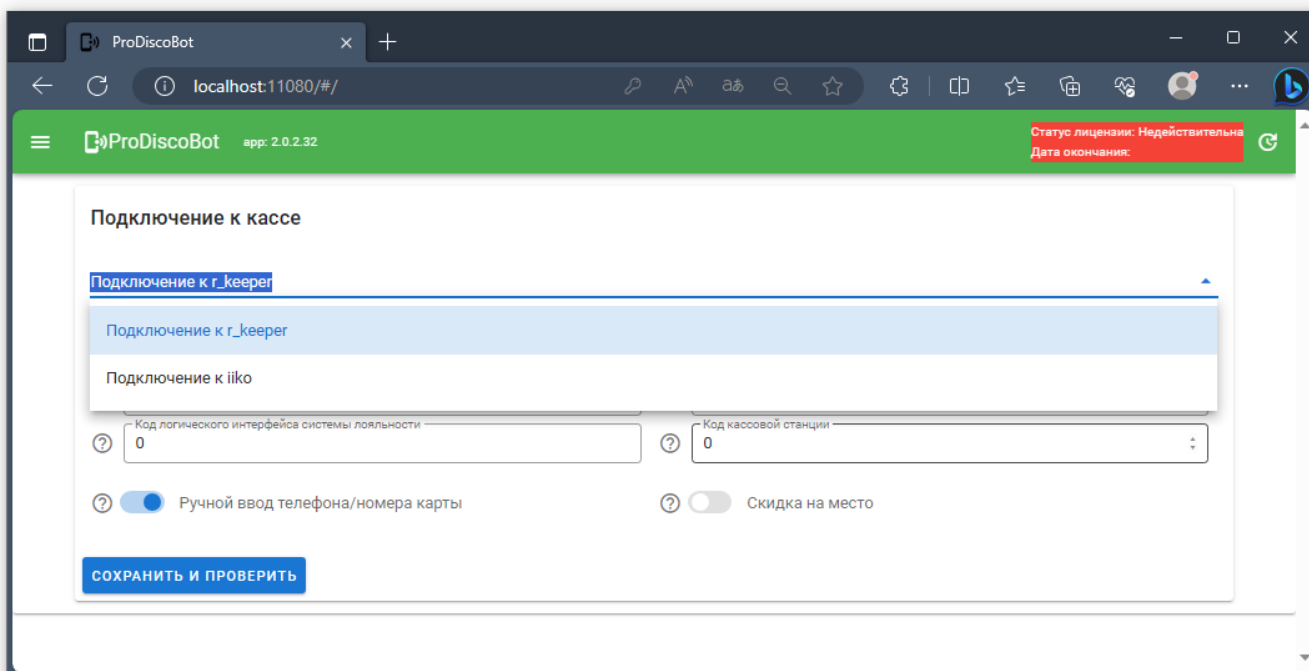 ProDiscoBot
localhost:11080/#/
ProDiscoBot app: 2.0.2.32
Статус лицензии: Недействительна
Дата окончания:
Подключение к кассе
Подключение к r_keeper
Подключение к r_keeper
Подключение к iiko
Код логического интерфейса системы лояльности
Код кассовой станции
0
0
Ручной ввод телефона/номера карты
Скидка на место
СОХРАНИТЬ И ПРОВЕРИТЬ